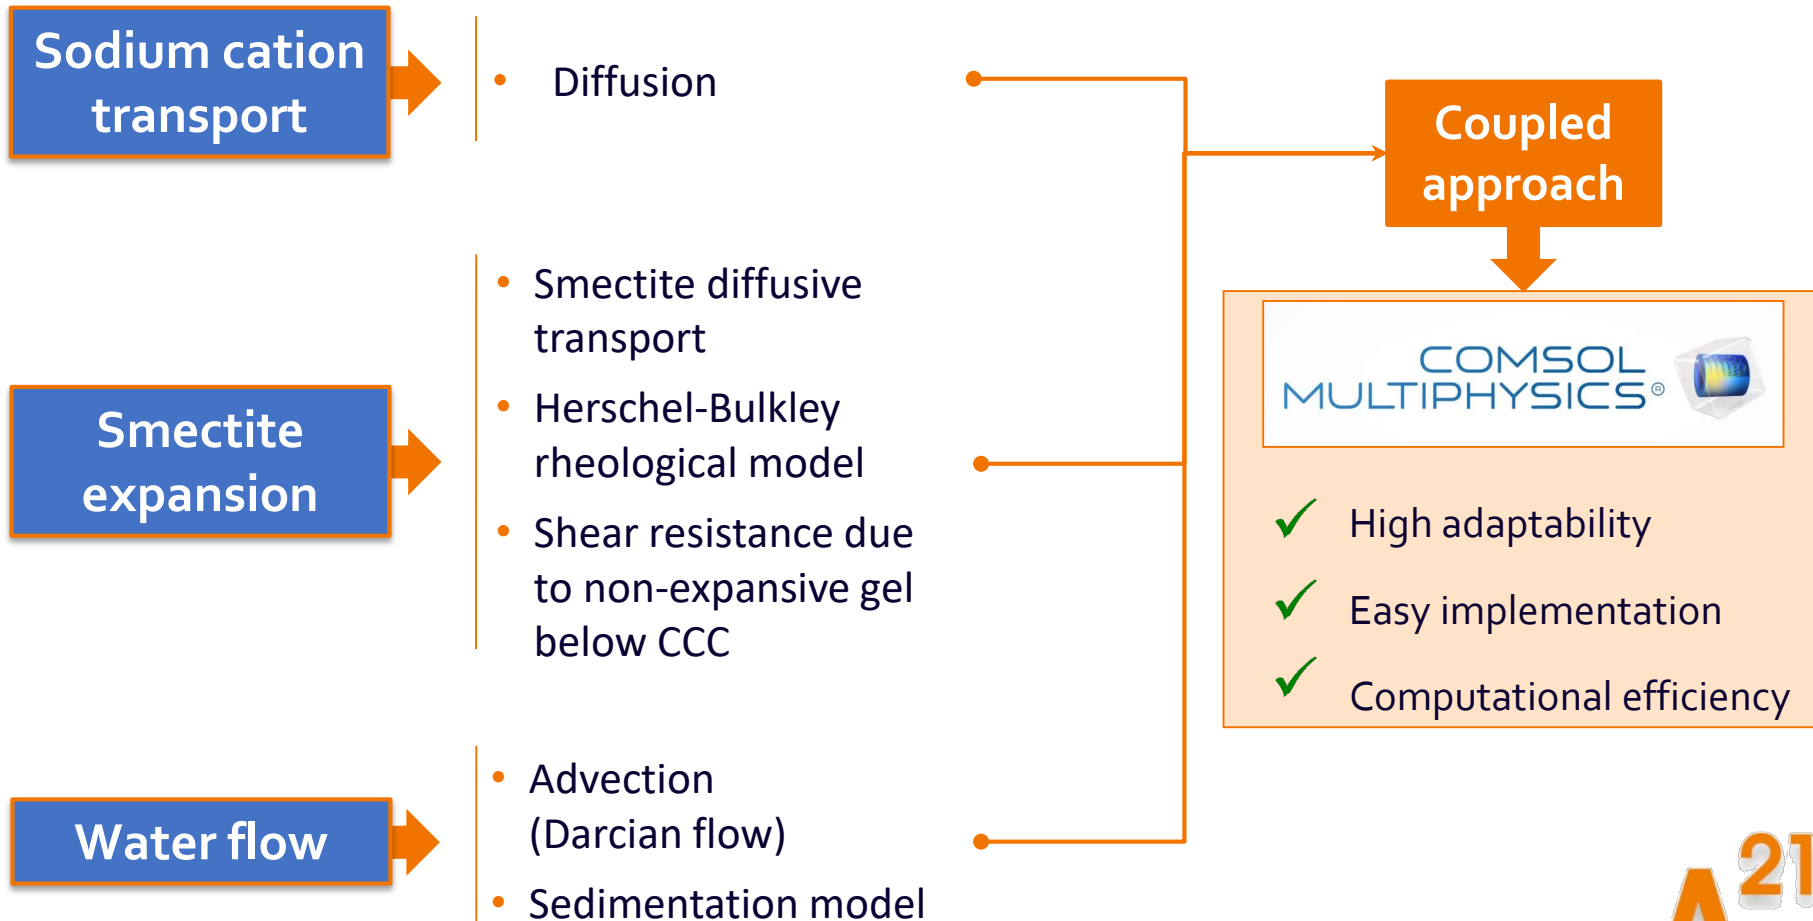 Sodium cation
transport
• Diffusion
Coupled
approach
Smectite
expansion
• Smectite diffusive
transport
• Herschel-Bulkley
rheological model
• Shear resistance due
to non-expansive gel
below CCC
COMSOL
MULTIPHYSICS®
✓ High adaptability
✓ Easy implementation
✓ Computational efficiency
Water flow
• Advection
(Darcian flow)
• Sedimentation model
A21